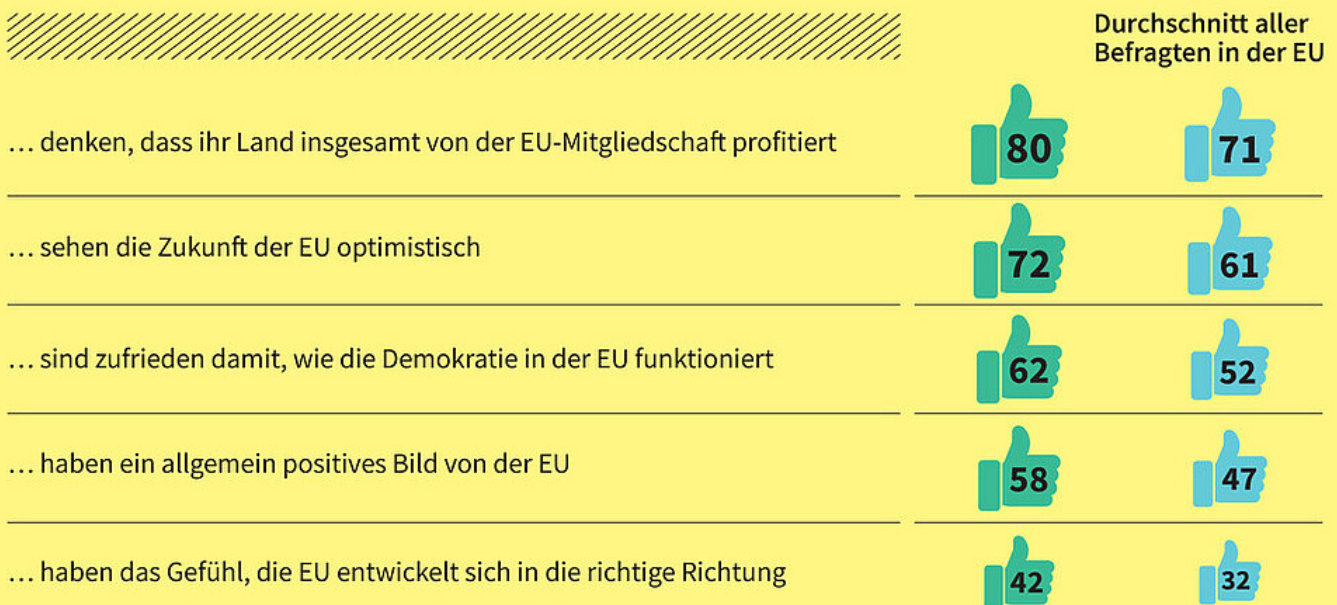 Durchschnitt aller
Befragten in der EU
… denken, dass ihr Land insgesamt von der EU-Mitgliedschaft profitiert 80 71
… sehen die Zukunft der EU optimistisch 72 61
… sind zufrieden damit, wie die Demokratie in der EU funktioniert 62 52
… haben ein allgemein positives Bild von der EU 58 47
… haben das Gefühl, die EU entwickelt sich in die richtige Richtung 42 32